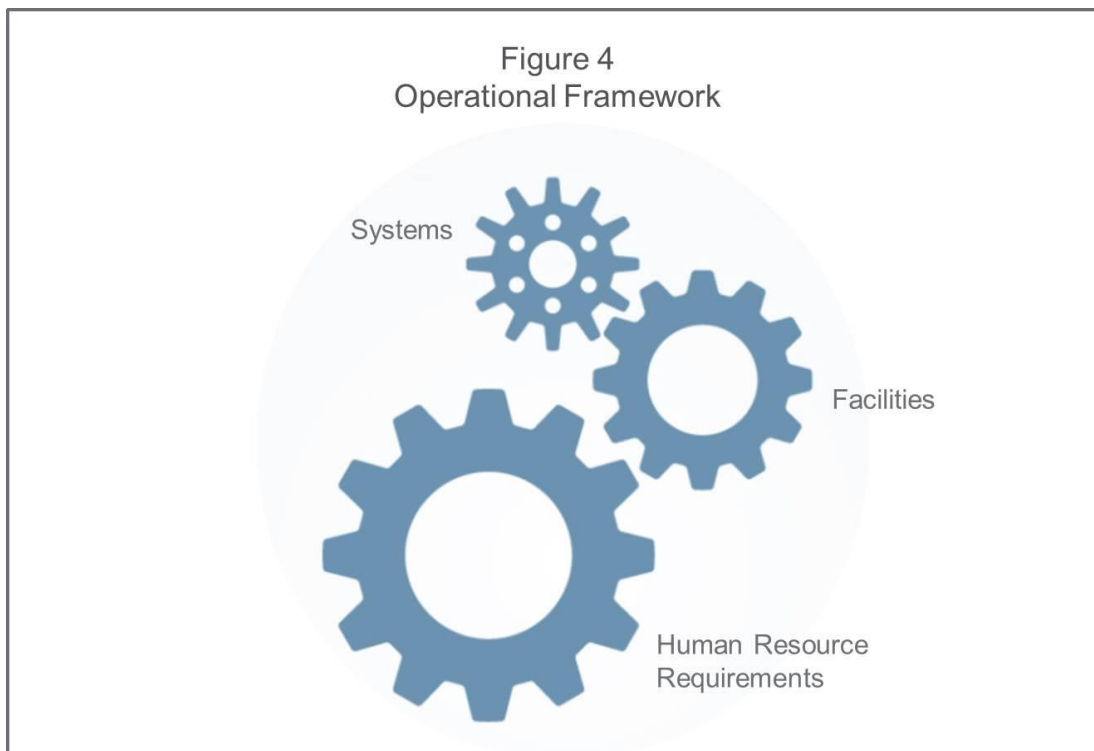 Figure 4
Operational Framework
Systems
Facilities
Human Resource
Requirements